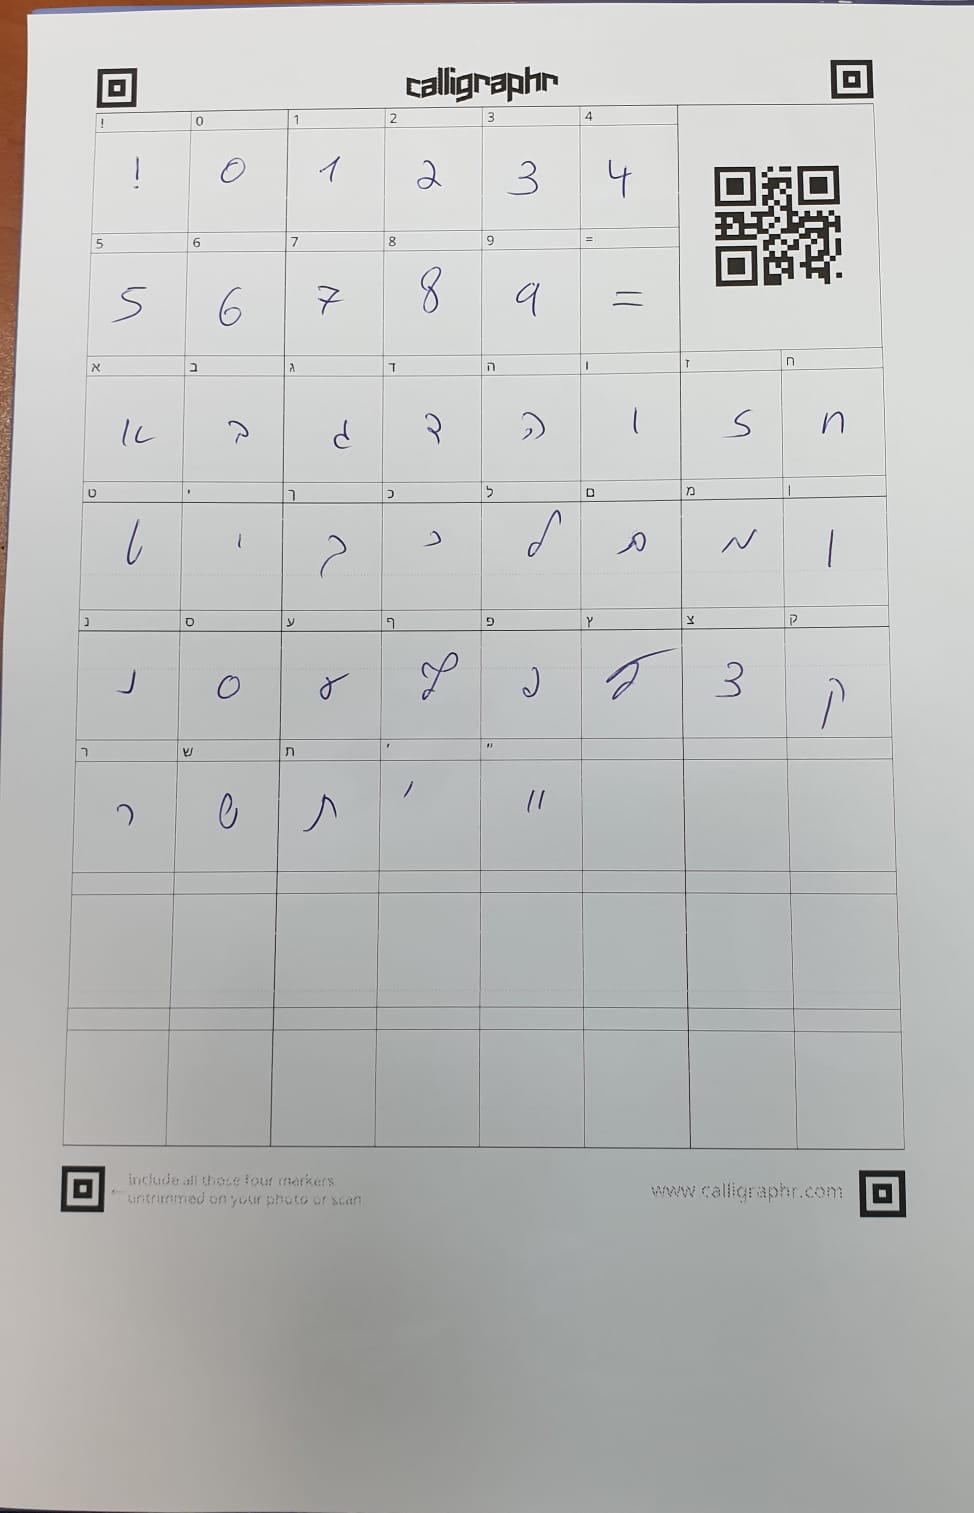 calligraphr
! 0 1 2 3 4
! 0 1 2 3 4
5 6 7 8 9 =
5 6 7 8 9 =
א ב ג ד ה ו ז ח
א ב ג ד ה ו ז ח
ט י ך כ ל ם מ ן
ט י ך כ ל ם מ ן
נ ס ע ף פ ץ צ ק
נ ס ע ף פ ץ צ ק
ר ש ת ׳ ״
ר ש ת ׳ ״
← include all those four markers
untrimmed on your photo or scan
www.calligraphr.com